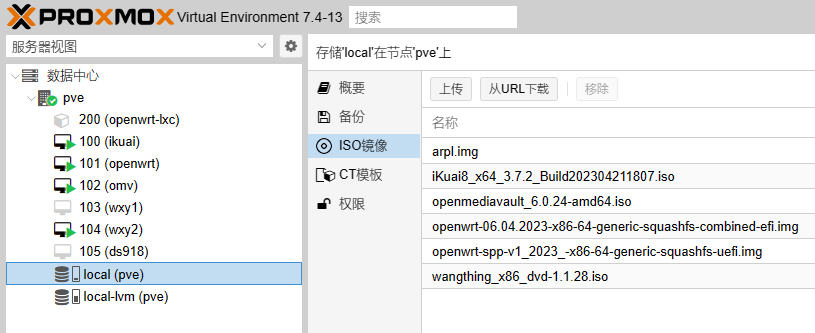 PROXMOX Virtual Environment 7.4-13 搜索
服务器视图
数据中心
pve
200 (openwrt-lxc)
100 (ikuai)
101 (openwrt)
102 (omv)
103 (wxy1)
104 (wxy2)
105 (ds918)
local (pve)
local-lvm (pve)
存储'local'在节点'pve'上
概要
备份
ISO镜像
CT模板
权限
上传 从URL下载 移除
名称
arpl.img
iKuai8_x64_3.7.2_Build202304211807.iso
openmediavault_6.0.24-amd64.iso
openwrt-06.04.2023-x86-64-generic-squashfs-combined-efi.img
openwrt-spp-v1_2023_-x86-64-generic-squashfs-uefi.img
wangthing_x86_dvd-1.1.28.iso